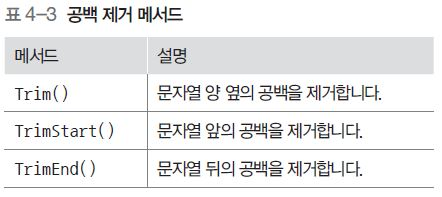 표 4-3 공백 제거 메서드
메서드 설명
Trim() 문자열 양 옆의 공백을 제거합니다.
TrimStart() 문자열 앞의 공백을 제거합니다.
TrimEnd() 문자열 뒤의 공백을 제거합니다.